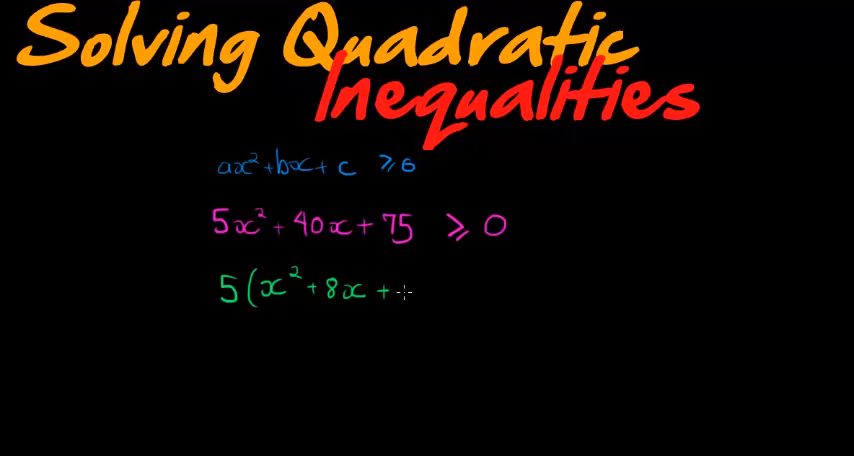 Solving Quadratic
Inequalities
ax² + bx + c ≥ 0
5x² + 40x + 75 ≥ 0
5(x² + 8x +